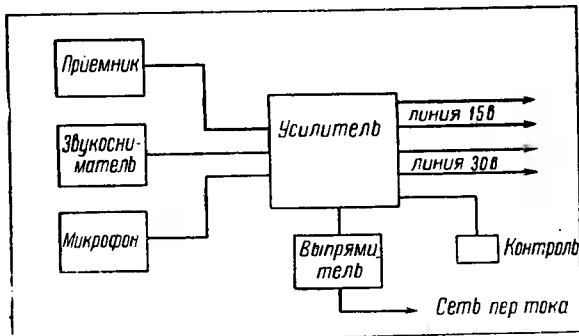 Приемник
Звукосни-
матель
Микрофон
Усилитель
линия 15в
линия 30в
Выпрями-
тель
Контроль
Сеть пер тока